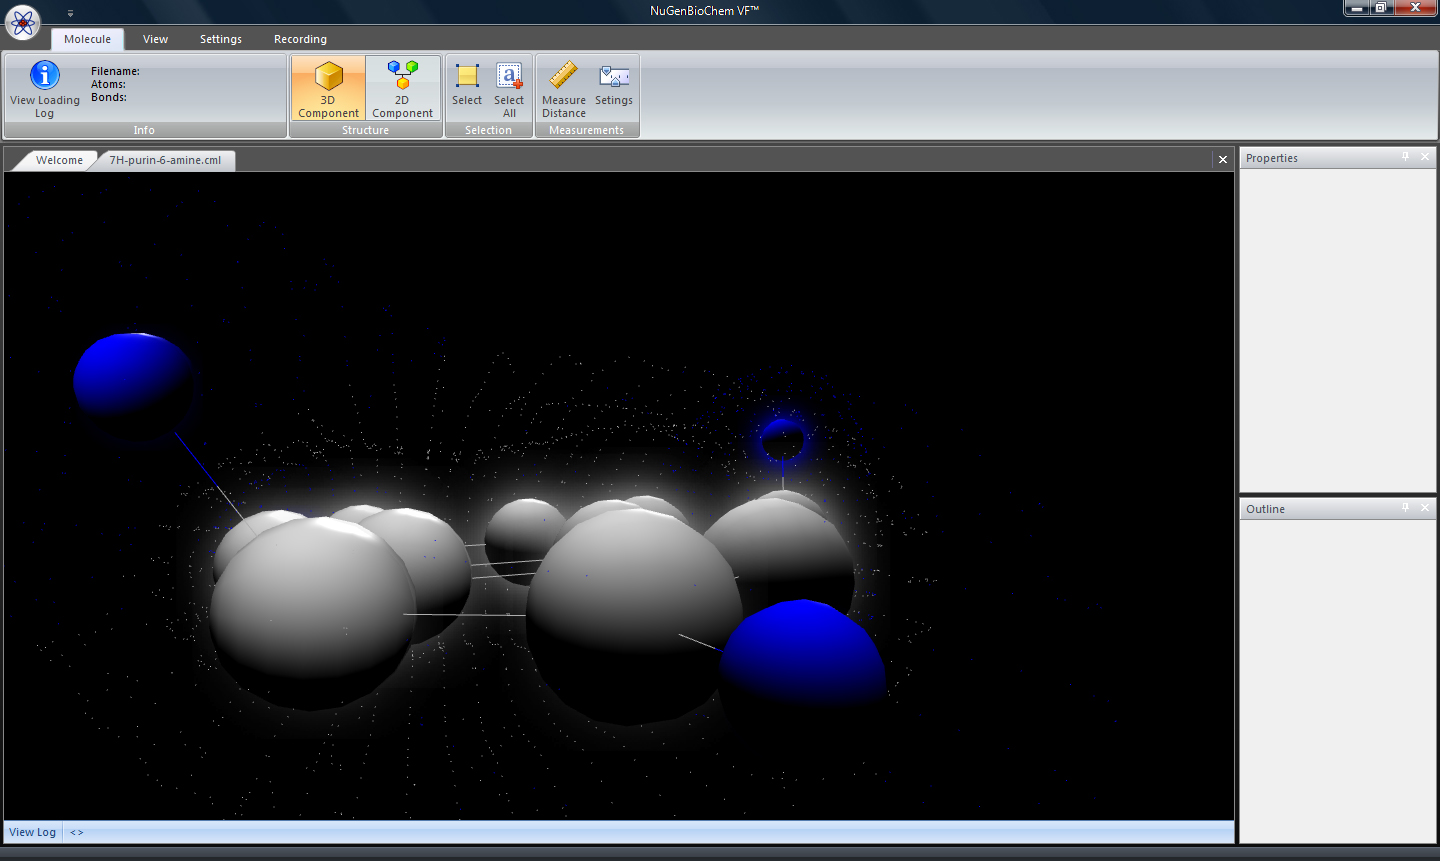 NuGenBioChem VF™
Molecule View Settings Recording
View Loading
Log
Filename:
Atoms:
Bonds:
3D
Component
2D
Component
Select
Select
All
Measure
Distance
Setings
Info Structure Selection Measurements
Welcome 7H-purin-6-amine.cml
Properties
Outline
View Log <>